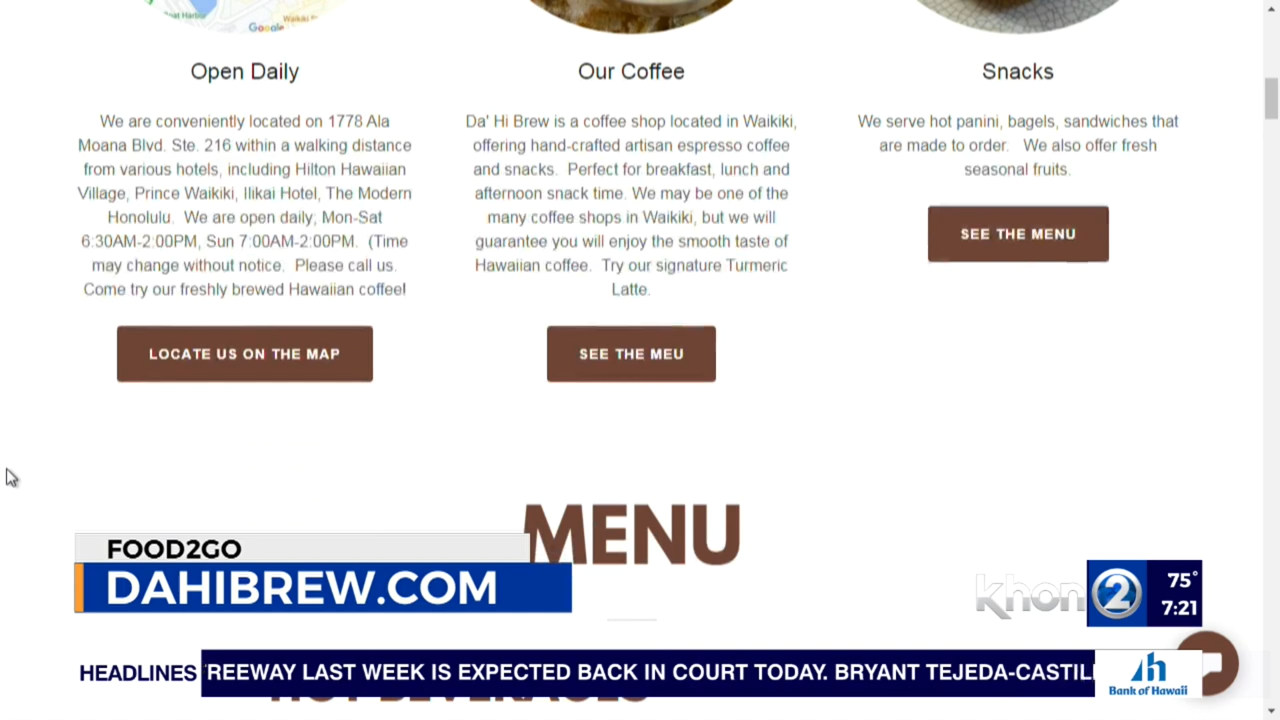 Boat Harbor
Waikiki
Google
Open Daily
We are conveniently located on 1778 Ala
Moana Blvd. Ste. 216 within a walking distance
from various hotels, including Hilton Hawaiian
Village, Prince Waikiki, Ilikai Hotel, The Modern
Honolulu. We are open daily; Mon-Sat
6:30AM-2:00PM, Sun 7:00AM-2:00PM. (Time
may change without notice. Please call us.
Come try our freshly brewed Hawaiian coffee!
LOCATE US ON THE MAP
Our Coffee
Da' Hi Brew is a coffee shop located in Waikiki,
offering hand-crafted artisan espresso coffee
and snacks. Perfect for breakfast, lunch and
afternoon snack time. We may be one of the
many coffee shops in Waikiki, but we will
guarantee you will enjoy the smooth taste of
Hawaiian coffee. Try our signature Turmeric
Latte.
SEE THE MEU
Snacks
We serve hot panini, bagels, sandwiches that
are made to order. We also offer fresh
seasonal fruits.
SEE THE MENU
MENU
FOOD2GO
DAHIBREW.COM
khon 2
75°
7:21
HEADLINES
REEWAY LAST WEEK IS EXPECTED BACK IN COURT TODAY. BRYANT TEJEDA-CASTIL
Bank of Hawaii